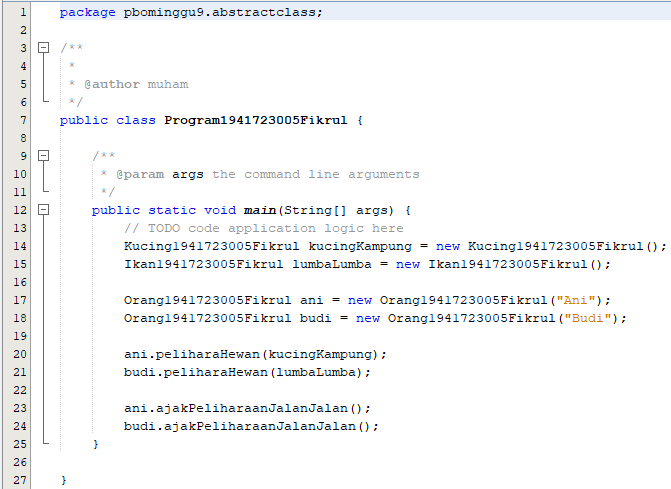 1 package pbominggu9.abstractclass;
2
3 /**
4 *
5 * @author muham
6 */
7 public class Program1941723005Fikrul {
8
9 /**
10 * @param args the command line arguments
11 */
12 public static void main(String[] args) {
13 // TODO code application logic here
14 Kucing1941723005Fikrul kucingKampung = new Kucing1941723005Fikrul();
15 Ikan1941723005Fikrul lumbaLumba = new Ikan1941723005Fikrul();
16
17 Orang1941723005Fikrul ani = new Orang1941723005Fikrul("Ani");
18 Orang1941723005Fikrul budi = new Orang1941723005Fikrul("Budi");
19
20 ani.peliharaHewan(kucingKampung);
21 budi.peliharaHewan(lumbaLumba);
22
23 ani.ajakPeliharaanJalanJalan();
24 budi.ajakPeliharaanJalanJalan();
25 }
26
27 }